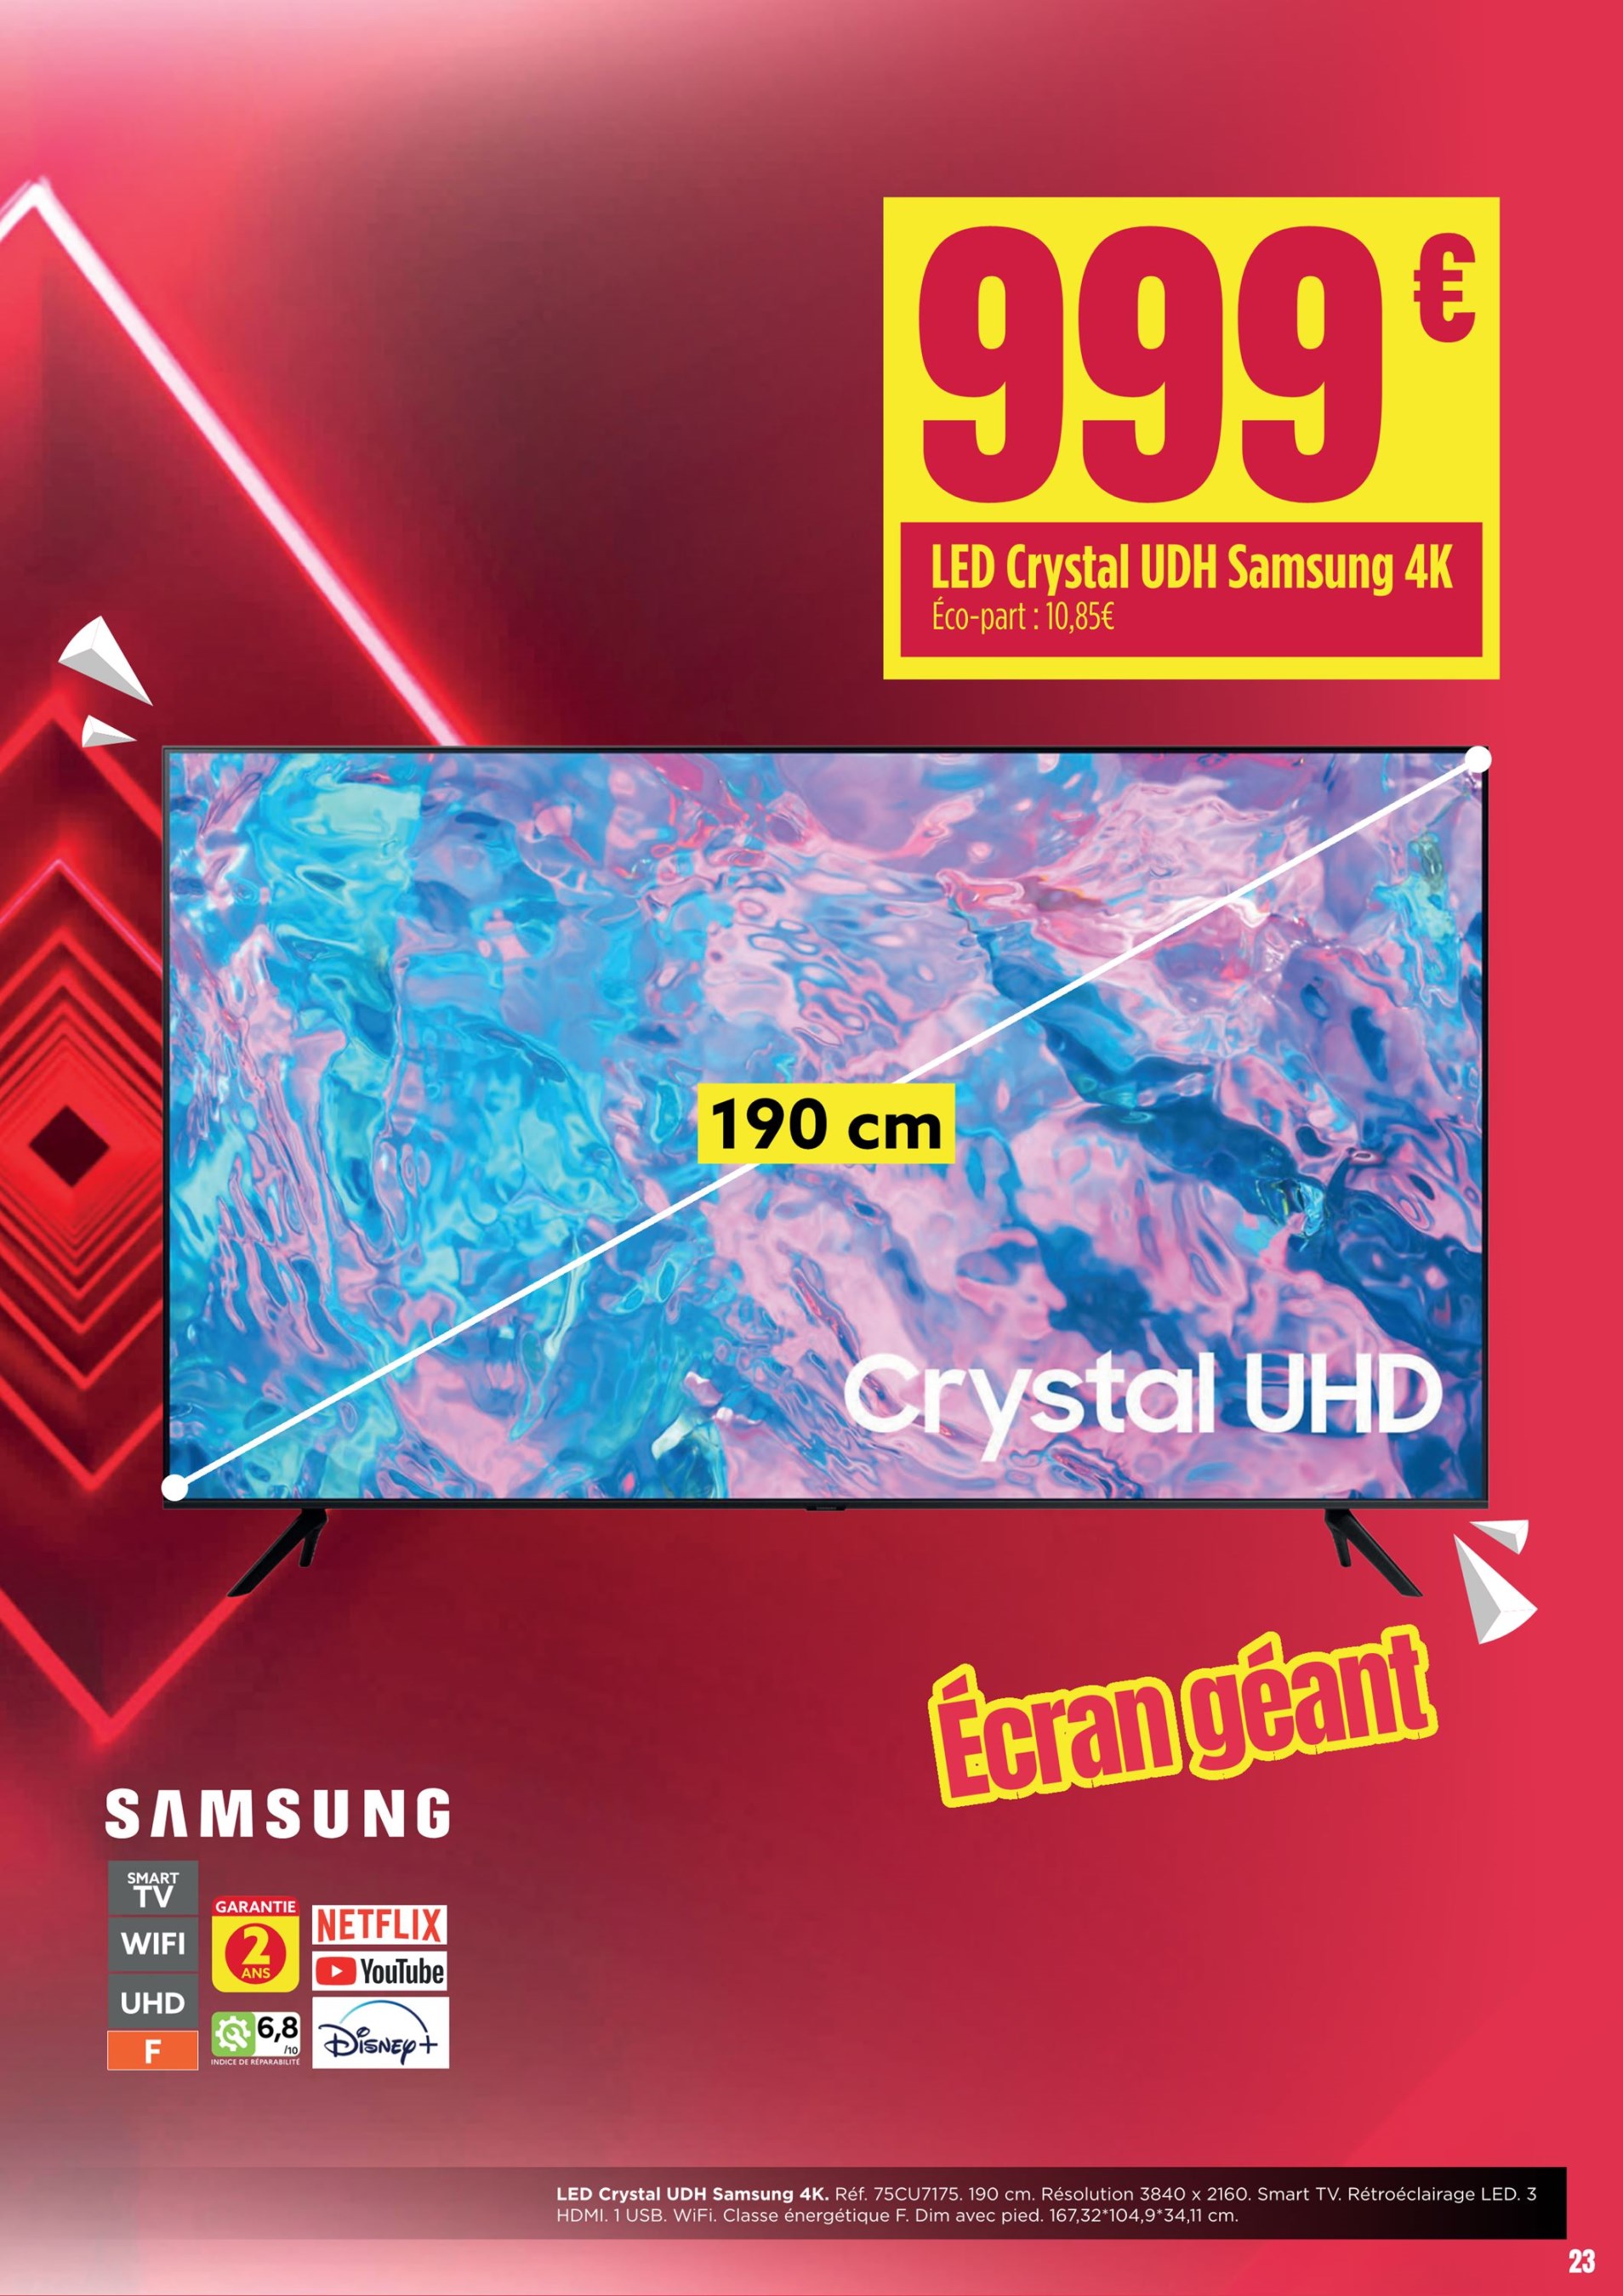 999€
LED Crystal UDH Samsung 4K
Éco-part : 10,85€
190 cm
Crystal UHD
Écran géant
SAMSUNG
SMART
TV
WIFI
UHD
F
GARANTIE
2
ANS
6,8
/10
INDICE DE RÉPARABILITÉ
NETFLIX
YouTube
Disney+
LED Crystal UDH Samsung 4K. Réf. 75CU7175. 190 cm. Résolution 3840 x 2160. Smart TV. Rétroéclairage LED. 3
HDMI. 1 USB. WiFi. Classe énergétique F. Dim avec pied. 167,32*104,9*34,11 cm.
23